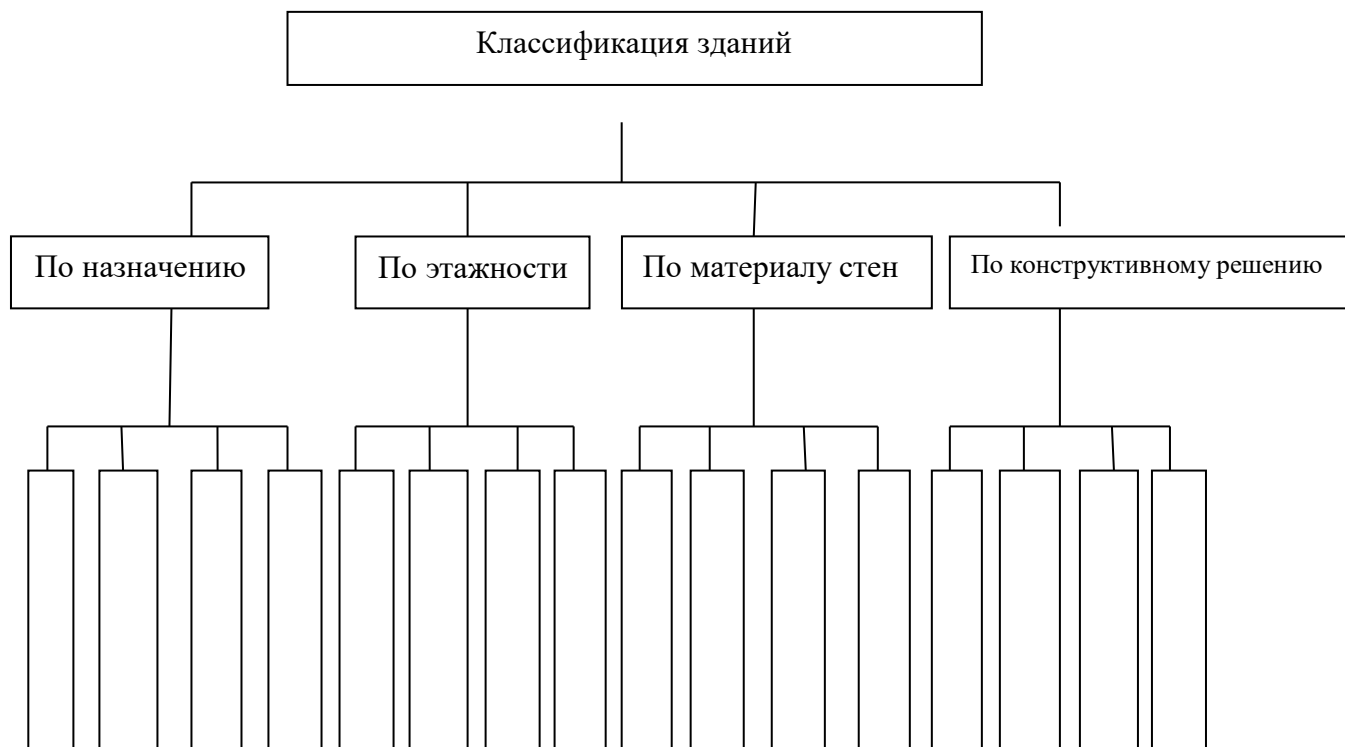 Классификация зданий
По назначению
По этажности
По материалу стен
По конструктивному решению